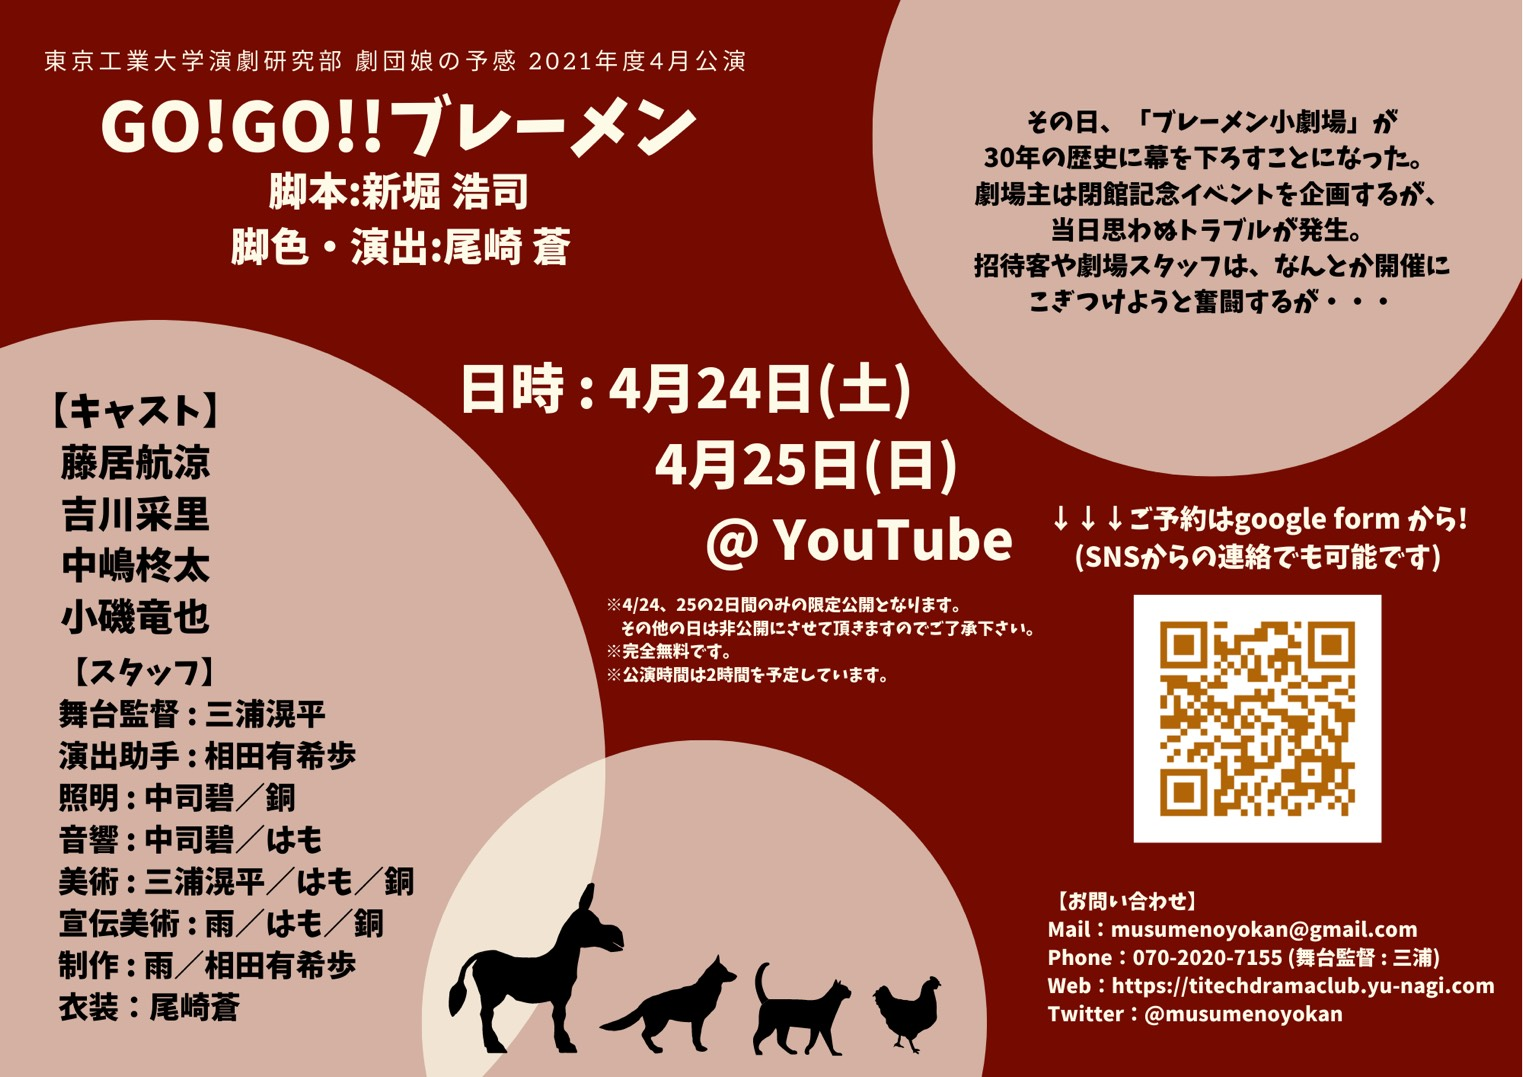 東京工業大学演劇研究部 劇団娘の予感 2021年度4月公演
GO!GO!!ブレーメン
脚本:新堀 浩司
脚色・演出:尾崎 蒼
その日、「ブレーメン小劇場」が
30年の歴史に幕を下ろすことになった。
劇場主は閉館記念イベントを企画するが、
当日思わぬトラブルが発生。
招待客や劇場スタッフは、なんとか開催に
こぎつけようと奮闘するが・・・
日時 : 4月24日(土)
4月25日(日)
@ YouTube
※4/24、25の2日間のみの限定公開となります。
その他の日は非公開にさせて頂きますのでご了承下さい。
※完全無料です。
※公演時間は2時間を予定しています。
【キャスト】
藤居航涼
吉川采里
中嶋柊太
小磯竜也
【スタッフ】
舞台監督 : 三浦滉平
演出助手 : 相田有希歩
照明 : 中司碧／銅
音響 : 中司碧／はも
美術 : 三浦滉平／はも／銅
宣伝美術 : 雨／はも／銅
制作 : 雨／相田有希歩
衣装：尾崎蒼
↓↓↓ご予約はgoogle form から!
(SNSからの連絡でも可能です)
【お問い合わせ】
Mail：musumenoyokan@gmail.com
Phone：070-2020-7155 (舞台監督 : 三浦)
Web：https://titechdramaclub.yu-nagi.com
Twitter：@musumenoyokan